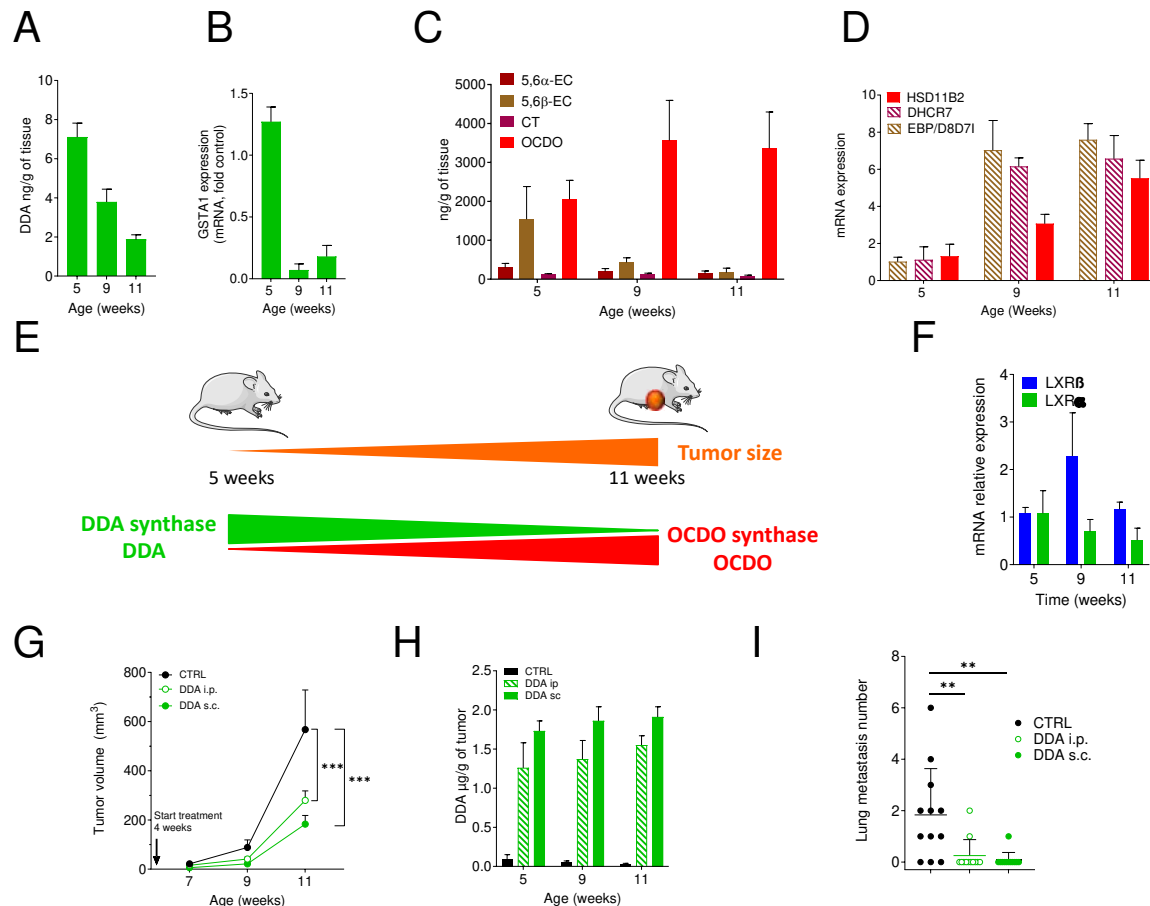 A
DDA ng/g of tissue
10
8
6
4
2
0
5 9 11
Age (weeks)
B
GSTA1 expression
(mRNA, fold control)
1.5
1.0
0.5
0.0
5 9 11
Age (weeks)
C
5,6α-EC
5,6β-EC
CT
OCDO
ng/g of tissue
5000
4000
3000
2000
1000
0
5 9 11
Age (weeks)
D
HSD11B2
DHCR7
EBP/D8D7I
mRNA expression
10
8
6
4
2
0
5 9 11
Age (Weeks)
E
Tumor size
5 weeks
11 weeks
DDA synthase
DDA
OCDO synthase
OCDO
F
LXRß
LXR
mRNA relative expression
4
3
2
1
0
5 9 11
Time (weeks)
G
CTRL
DDA i.p.
DDA s.c.
Tumor volume (mm³)
800
600
400
200
0
Start treatment
4 weeks
***
***
7 9 11
Age (weeks)
H
CTRL
DDA ip
DDA sc
DDA µg/g of tumor
2.5
2.0
1.5
1.0
0.5
0.0
5 9 11
Age (weeks)
I
Lung metastasis number
8
6
4
2
0
**
**
CTRL
DDA i.p.
DDA s.c.